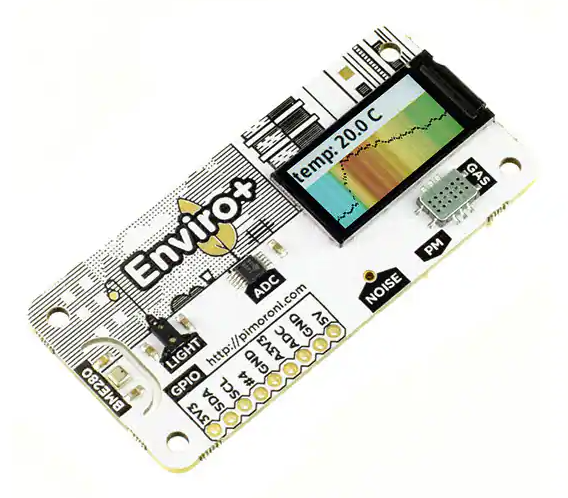 temp: 20.0 C
Enviro+
GAS
PM
NOISE
ADC
LIGHT
BME280
http://pimoroni.com
GPIO
3V3
SDA
SCL
#4
GND
A3V3
ADC
GND
5V